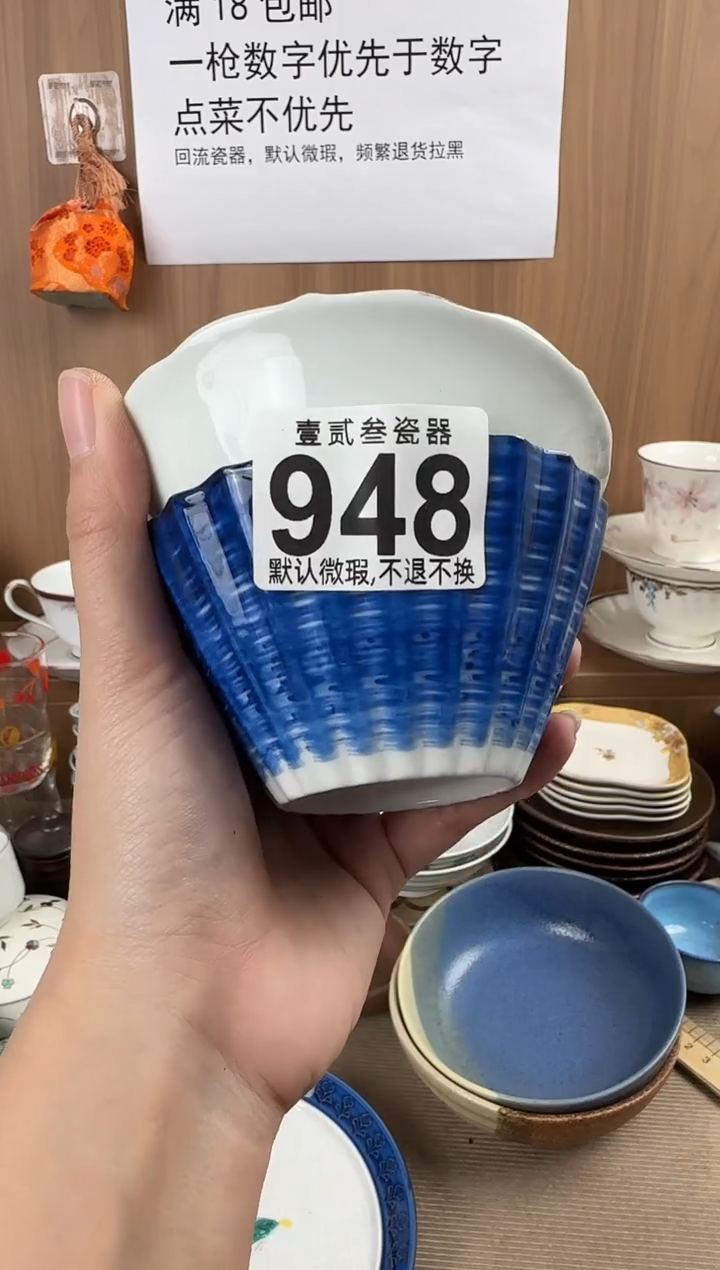 满 18 包邮
一枪数字优先于数字
点菜不优先
回流瓷器，默认微瑕，频繁退货拉黑
壹贰叁瓷器
948
默认微瑕,不退不换